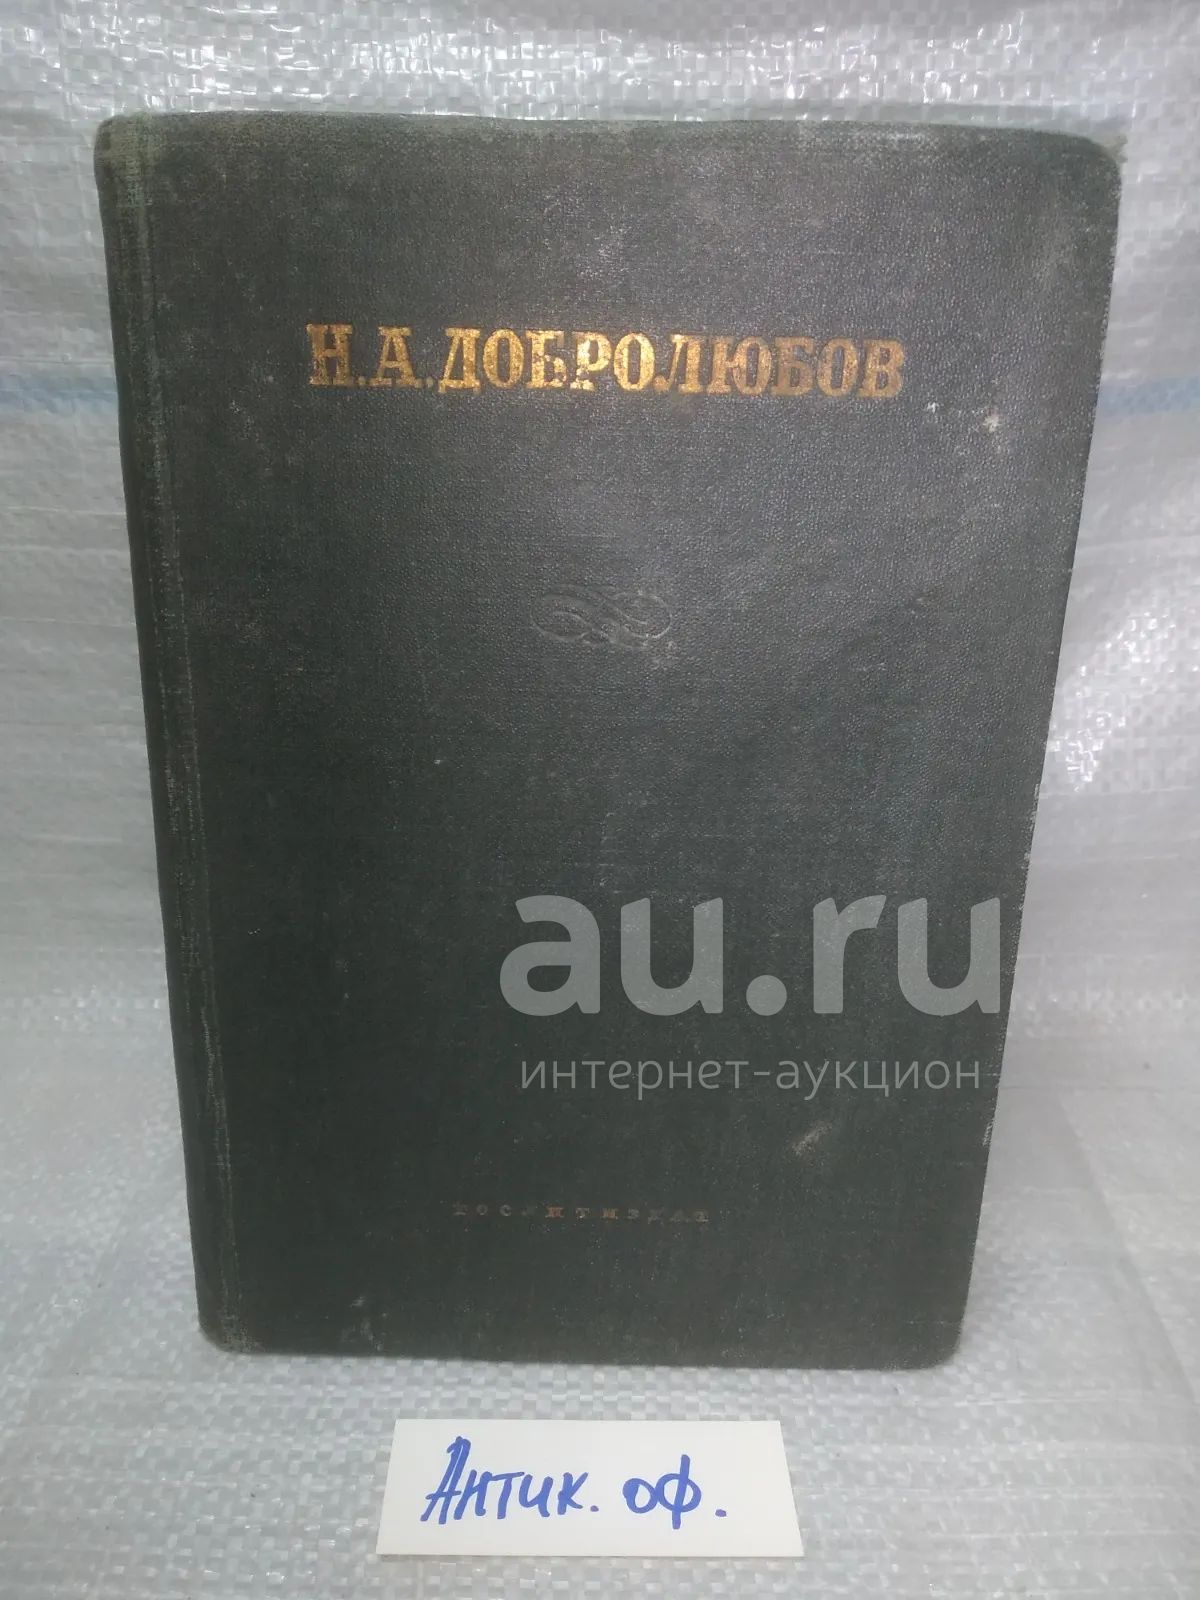 Н.А.ДОБРОЛЮБОВ
au.ru
интернет-аукцион
ГОСЛИТИЗДАТ
Антик. оф.